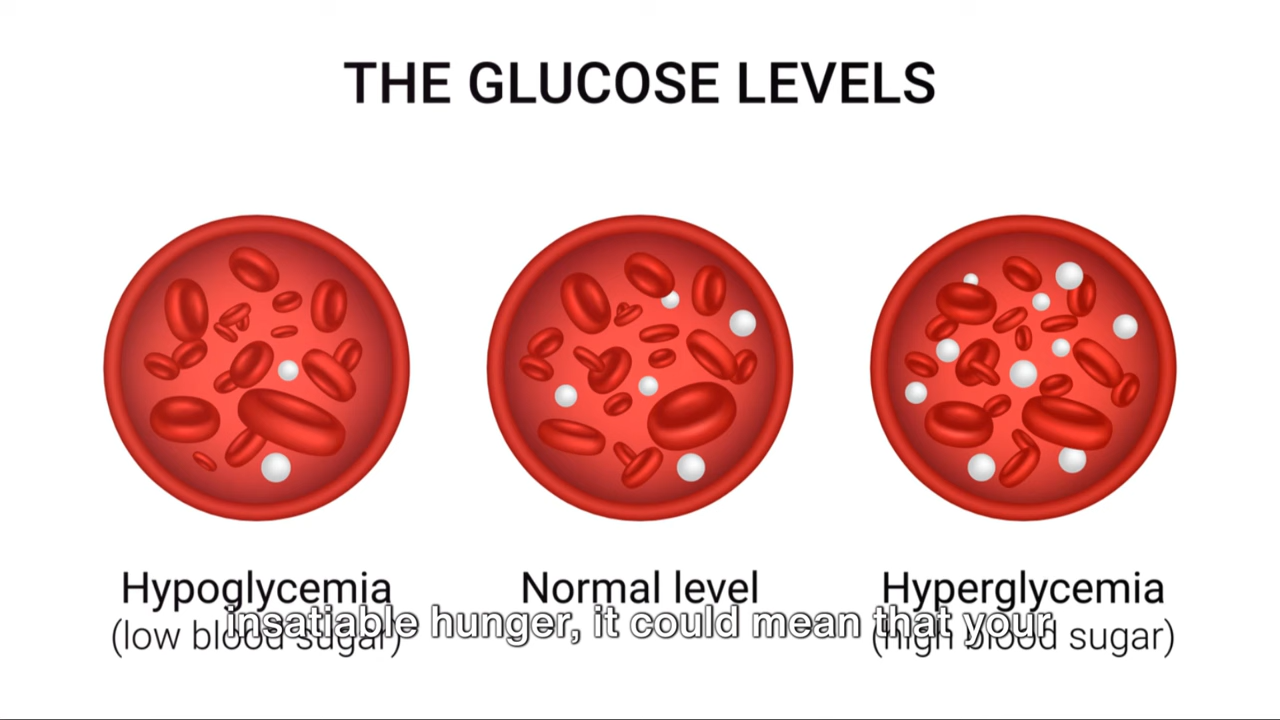 THE GLUCOSE LEVELS
Hypoglycemia
(low blood sugar)
Normal level
Hyperglycemia
(high blood sugar)
insatiable hunger, it could mean that your